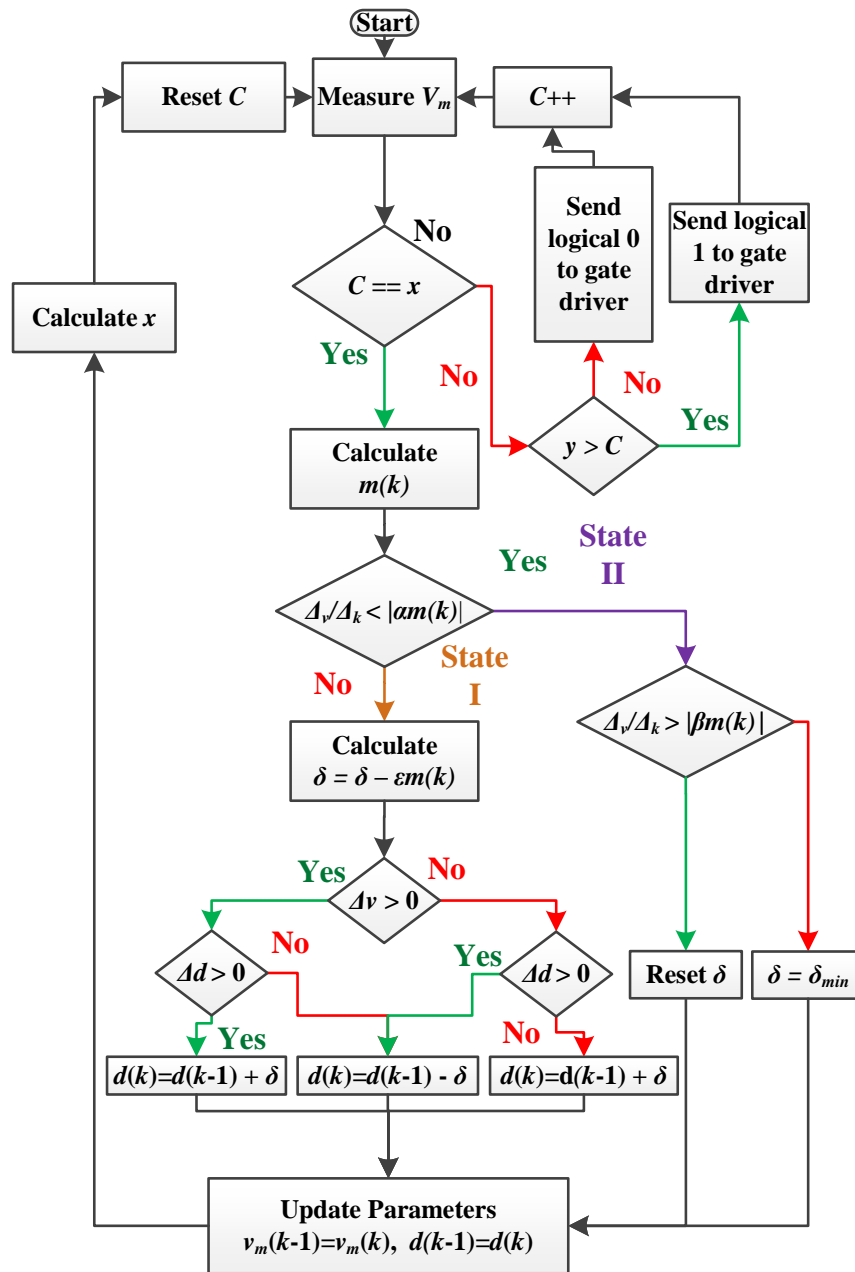 Start
Reset C
Measure Vₘ
C++
No
C == x
Send
logical 0
to gate
driver
Send logical
1 to gate
driver
Calculate x
Yes
No
No
Yes
y > C
Calculate
m(k)
Yes
State
II
Δᵥ/Δₖ < |αm(k)|
State
I
No
Δᵥ/Δₖ > |βm(k)|
Calculate
δ = δ – εm(k)
Yes
No
Δv > 0
Δd > 0
No
Yes
Δd > 0
Reset δ
δ = δₘᵢₙ
Yes
No
d(k)=d(k-1) + δ
d(k)=d(k-1) - δ
d(k)=d(k-1) + δ
Update Parameters
vₘ(k-1)=vₘ(k), d(k-1)=d(k)